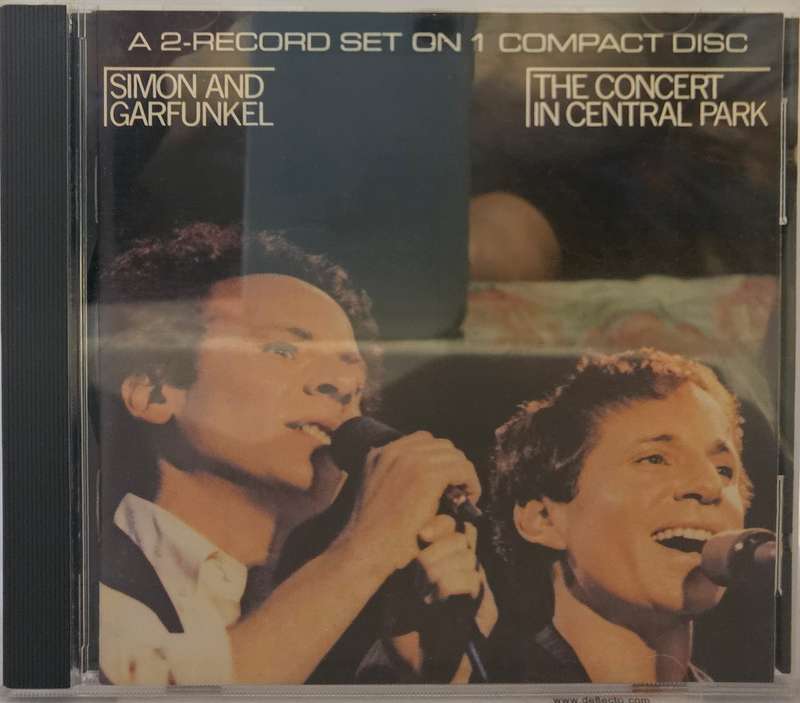 A 2-RECORD SET ON 1 COMPACT DISC
SIMON AND
GARFUNKEL
THE CONCERT
IN CENTRAL PARK
www.deflecto.com